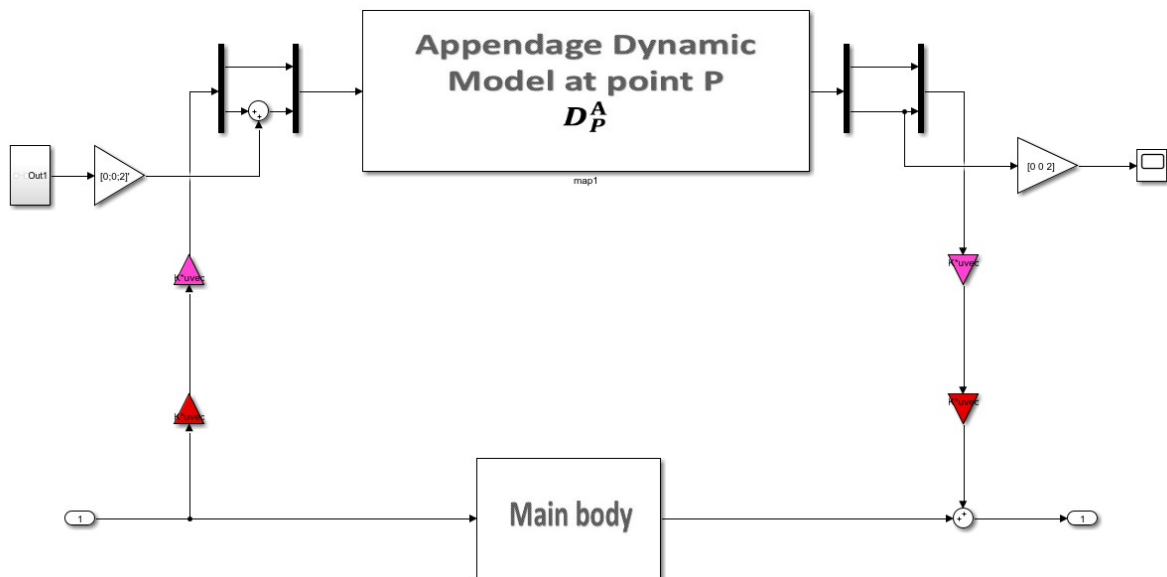 Appendage Dynamic
Model at point P
D_P^A
map1
Out1
[0;0;2]'
[0 0 2]
K*uvec
K*uvec
K*uvec
K*uvec
1
Main body
1